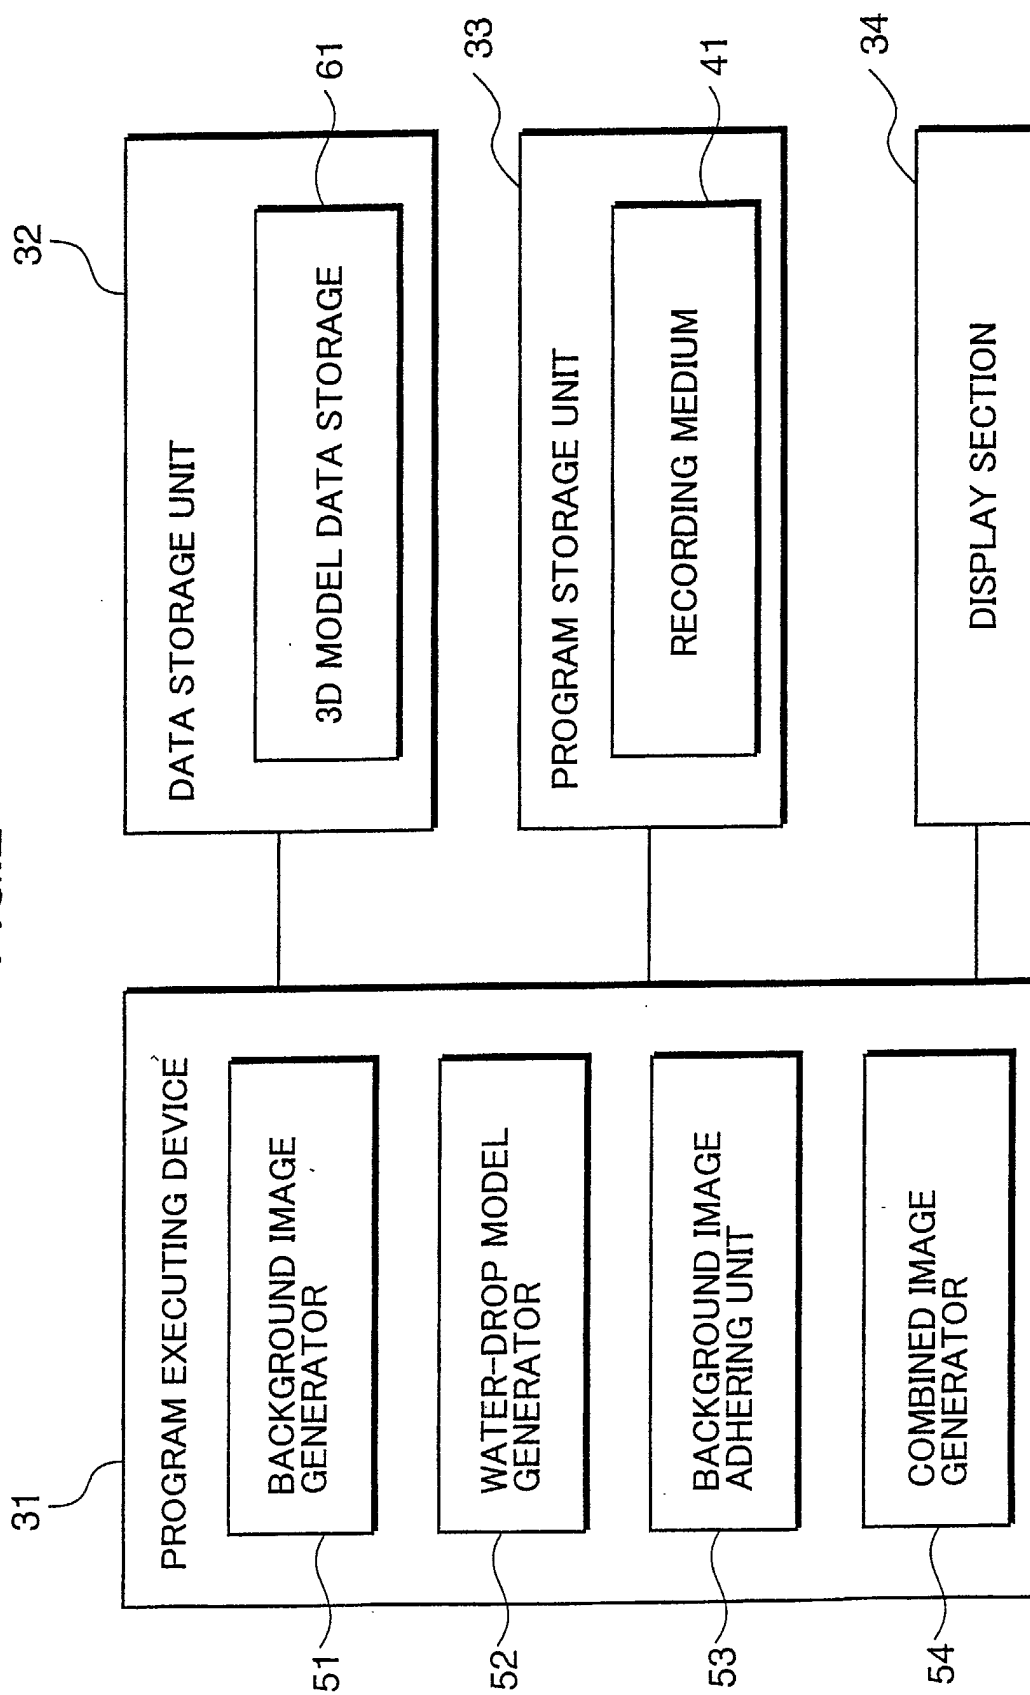 31
PROGRAM EXECUTING DEVICE
51
BACKGROUND IMAGE
GENERATOR
52
WATER-DROP MODEL
GENERATOR
53
BACKGROUND IMAGE
ADHERING UNIT
54
COMBINED IMAGE
GENERATOR
32
DATA STORAGE UNIT
61
3D MODEL DATA STORAGE
33
PROGRAM STORAGE UNIT
41
RECORDING MEDIUM
34
DISPLAY SECTION